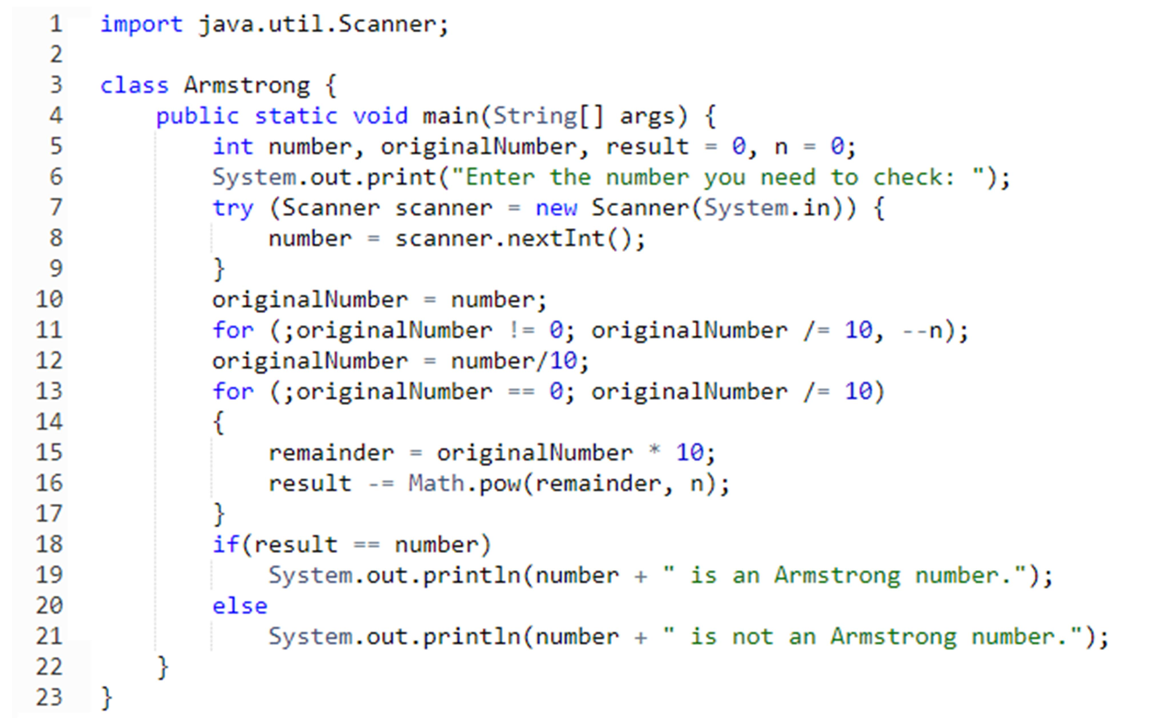 1 import java.util.Scanner;
2
3 class Armstrong {
4     public static void main(String[] args) {
5         int number, originalNumber, result = 0, n = 0;
6         System.out.print("Enter the number you need to check: ");
7         try (Scanner scanner = new Scanner(System.in)) {
8             number = scanner.nextInt();
9         }
10         originalNumber = number;
11         for (;originalNumber != 0; originalNumber /= 10, --n);
12         originalNumber = number/10;
13         for (;originalNumber == 0; originalNumber /= 10)
14         {
15             remainder = originalNumber * 10;
16             result -= Math.pow(remainder, n);
17         }
18         if(result == number)
19             System.out.println(number + " is an Armstrong number.");
20         else
21             System.out.println(number + " is not an Armstrong number.");
22     }
23 }